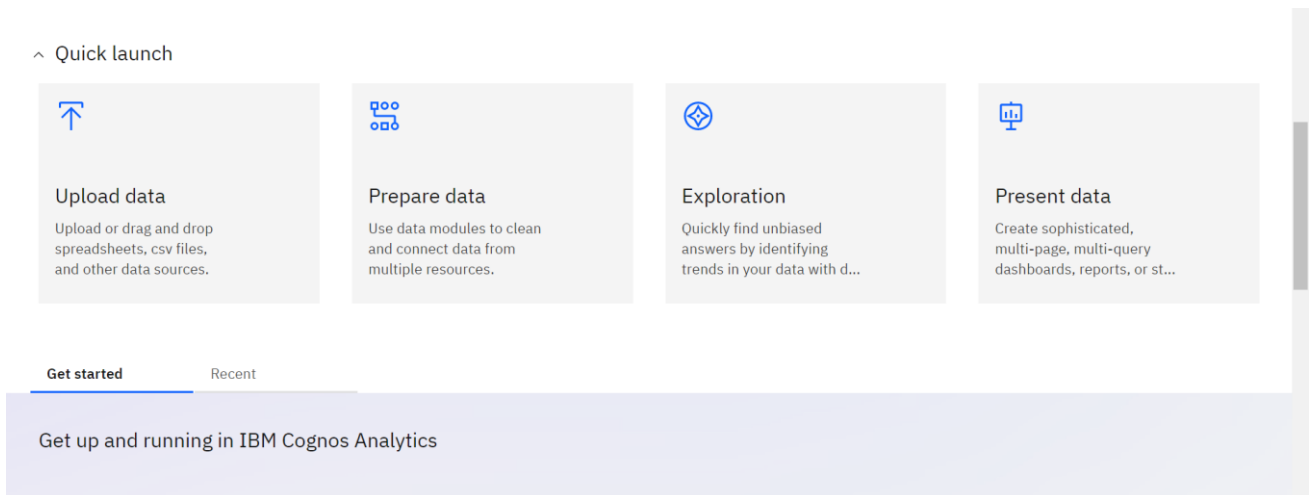 Quick launch
Upload data
Upload or drag and drop
spreadsheets, csv files,
and other data sources.
Prepare data
Use data modules to clean
and connect data from
multiple resources.
Exploration
Quickly find unbiased
answers by identifying
trends in your data with d...
Present data
Create sophisticated,
multi-page, multi-query
dashboards, reports, or st...
Get started
Recent
Get up and running in IBM Cognos Analytics